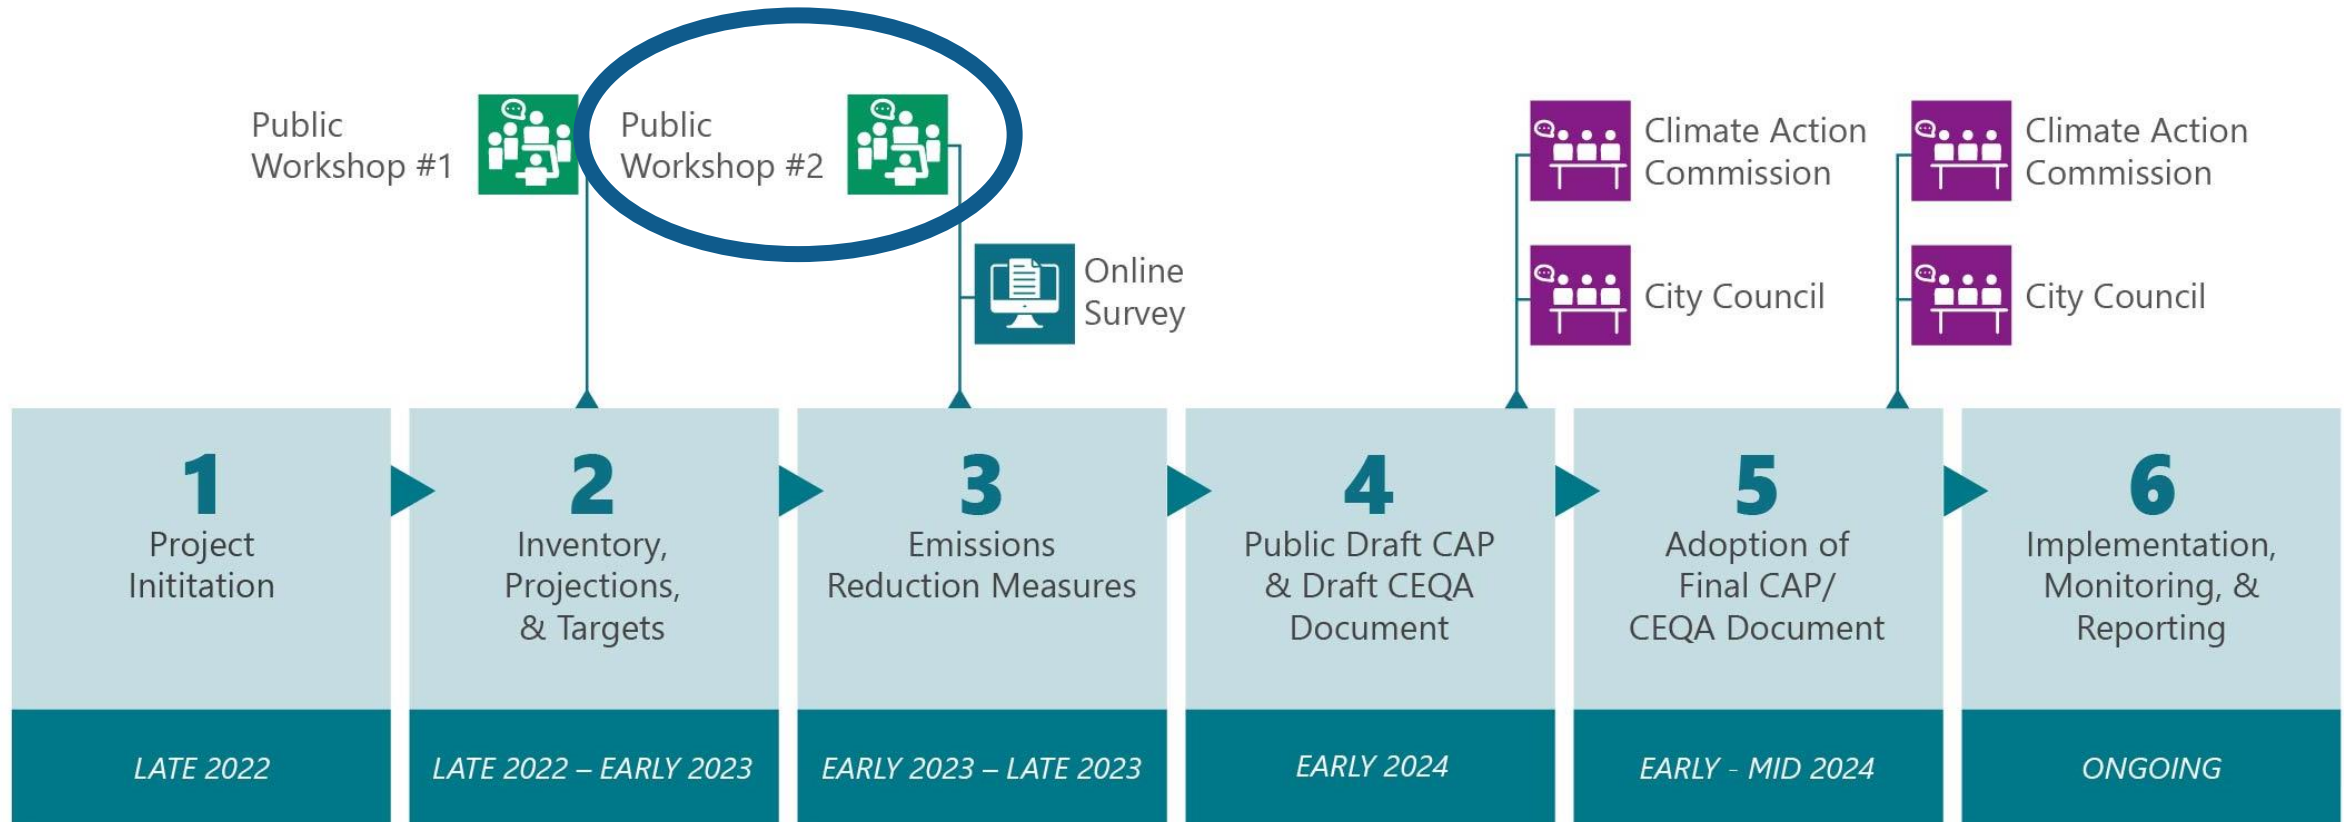 Public
Workshop #1
Public
Workshop #2
Online
Survey
Climate Action
Commission
City Council
Climate Action
Commission
City Council
1
Project
Inititation
LATE 2022
2
Inventory,
Projections,
& Targets
LATE 2022 – EARLY 2023
3
Emissions
Reduction Measures
EARLY 2023 – LATE 2023
4
Public Draft CAP
& Draft CEQA
Document
EARLY 2024
5
Adoption of
Final CAP/
CEQA Document
EARLY - MID 2024
6
Implementation,
Monitoring, &
Reporting
ONGOING